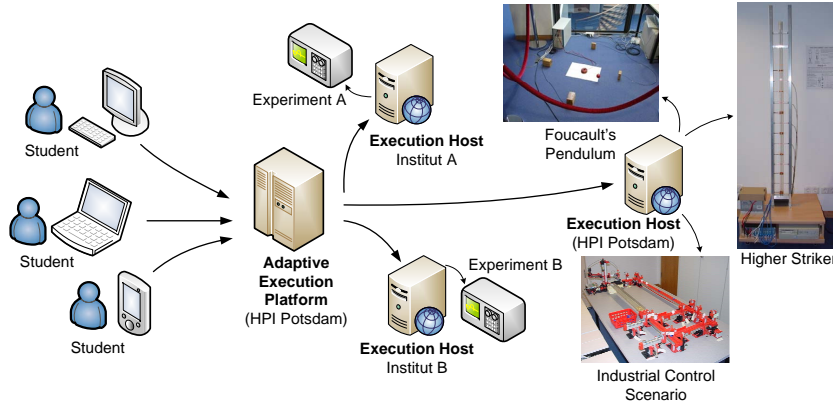 Student
Student
Student
Adaptive
Execution
Platform
(HPI Potsdam)
Experiment A
Execution Host
Institut A
Experiment B
Execution Host
Institut B
Foucault's
Pendulum
Execution Host
(HPI Potsdam)
Higher Striker
Industrial Control
Scenario